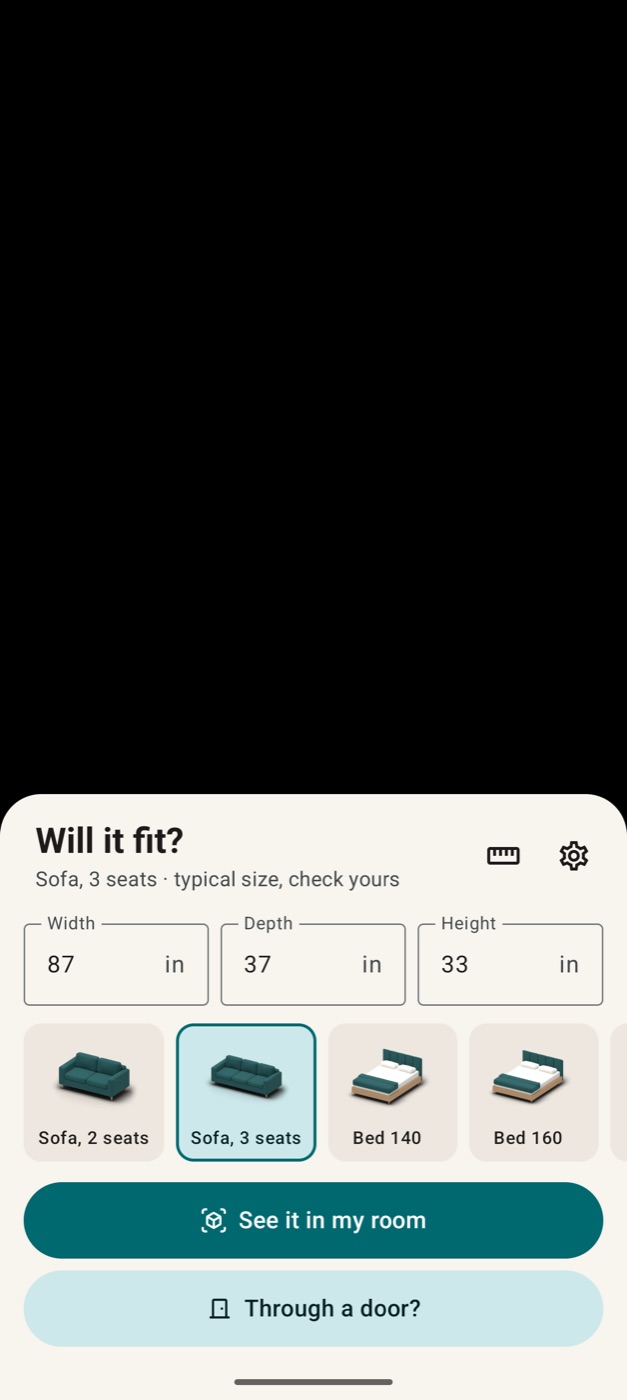 Will it fit?
Sofa, 3 seats · typical size, check yours
Width
Depth
Height
87 in
37 in
33 in
Sofa, 2 seats
Sofa, 3 seats
Bed 140
Bed 160
See it in my room
Through a door?